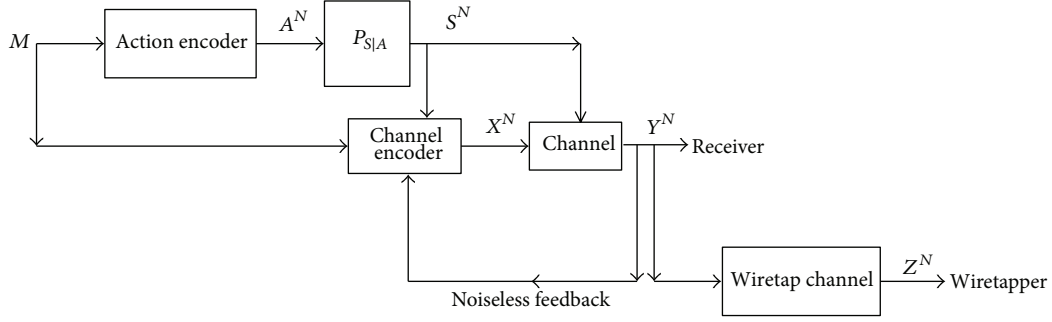 M
Action encoder
A^N
P_{S|A}
S^N
Channel
encoder
X^N
Channel
Y^N
Receiver
Noiseless feedback
Wiretap channel
Z^N
Wiretapper